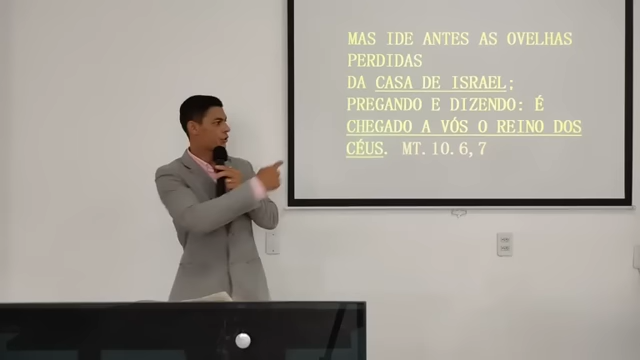 MAS IDE ANTES AS OVELHAS
PERDIDAS
DA CASA DE ISRAEL;
PREGANDO E DIZENDO: É
CHEGADO A VÓS O REINO DOS
CÉUS. MT.10.6,7